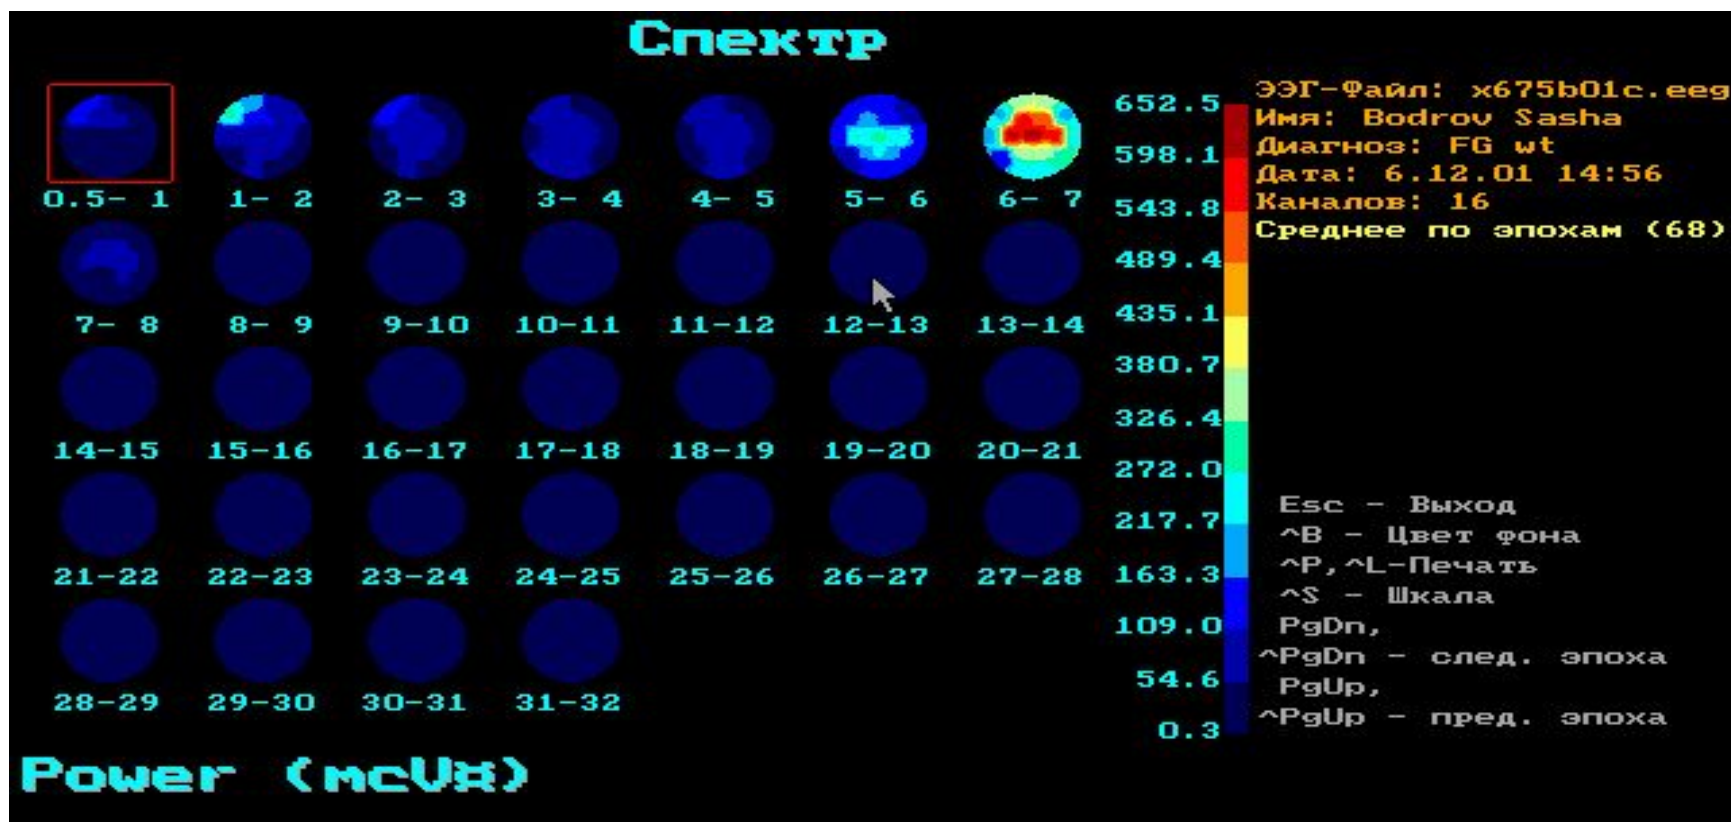 Спектр
0.5- 1 1- 2 2- 3 3- 4 4- 5 5- 6 6- 7
7- 8 8- 9 9-10 10-11 11-12 12-13 13-14
14-15 15-16 16-17 17-18 18-19 19-20 20-21
21-22 22-23 23-24 24-25 25-26 26-27 27-28
28-29 29-30 30-31 31-32
Power (mcV¤)
652.5
598.1
543.8
489.4
435.1
380.7
326.4
272.0
217.7
163.3
109.0
54.6
0.3
ЭЭГ-Файл: x675b01c.eeg
Имя: Bodrov Sasha
Диагноз: FG wt
Дата: 6.12.01 14:56
Каналов: 16
Среднее по эпохам (68)
Esc - Выход
^B - Цвет фона
^P,^L-Печать
^S - Шкала
PgDn,
^PgDn - след. эпоха
PgUp,
^PgUp - пред. эпоха